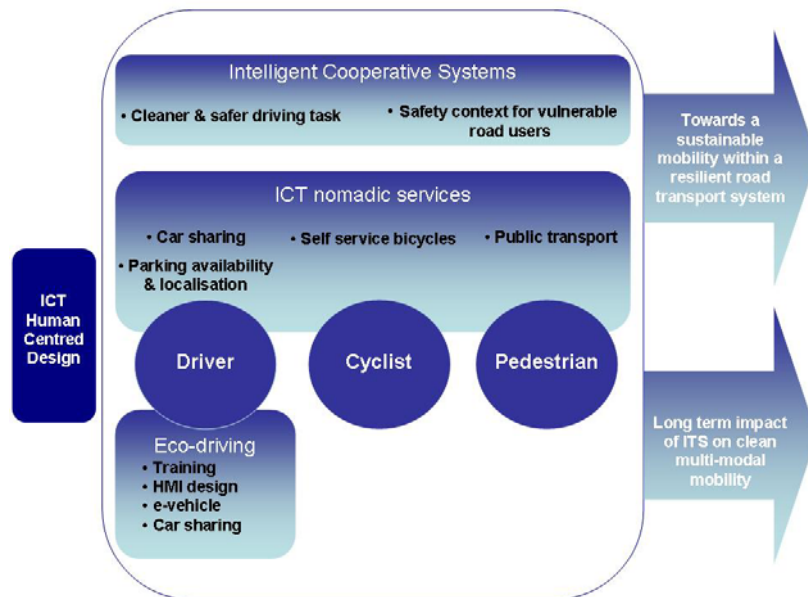 Intelligent Cooperative Systems
• Cleaner & safer driving task
• Safety context for vulnerable
road users
ICT nomadic services
• Car sharing
• Parking availability
& localisation
• Self service bicycles
• Public transport
ICT
Human
Centred
Design
Driver
Cyclist
Pedestrian
Eco-driving
• Training
• HMI design
• e-vehicle
• Car sharing
Towards a
sustainable
mobility within a
resilient road
transport system
Long term impact
of ITS on clean
multi-modal
mobility